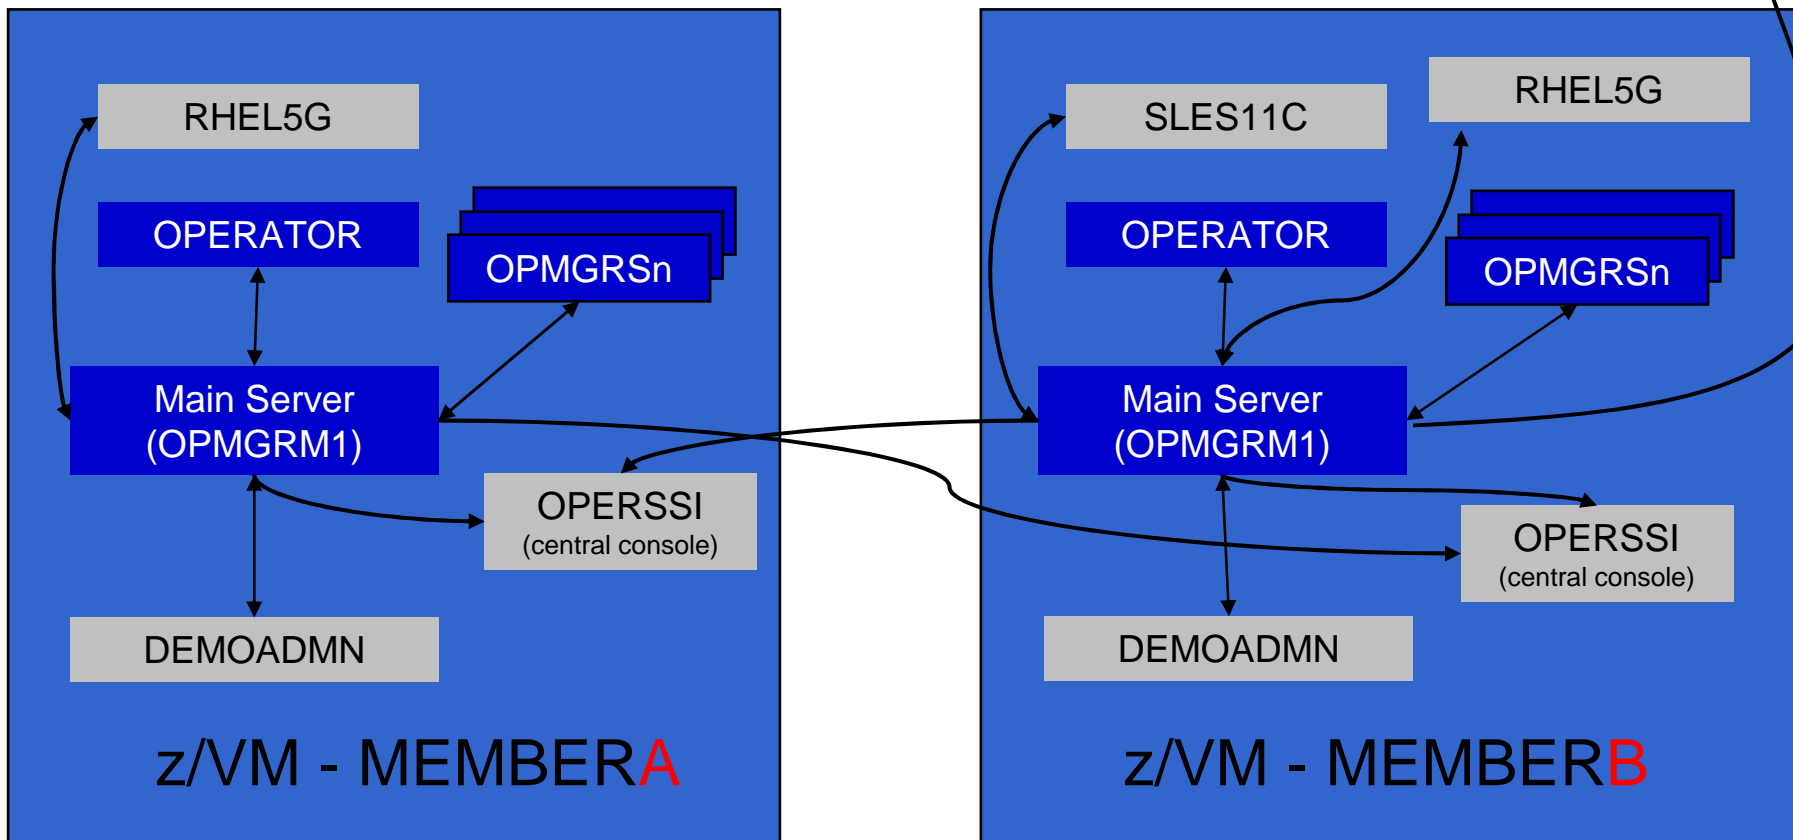 RHEL5G
OPERATOR
OPMGRSn
Main Server
(OPMGRM1)
OPERSSI
(central console)
DEMOADMN
z/VM - MEMBERA
SLES11C
RHEL5G
OPERATOR
OPMGRSn
Main Server
(OPMGRM1)
OPERSSI
(central console)
DEMOADMN
z/VM - MEMBERB